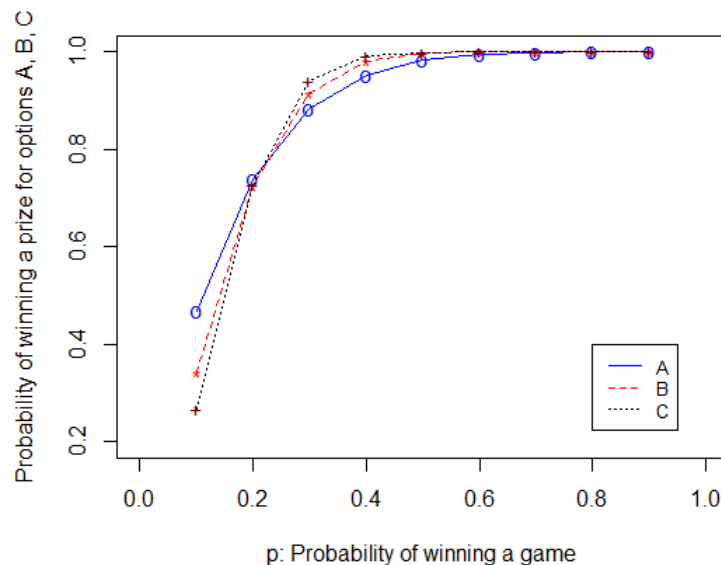 Probability of winning a prize for options A, B, C
1.0
0.8
0.6
0.4
0.2
A
B
C
0.0 0.2 0.4 0.6 0.8 1.0
p: Probability of winning a game